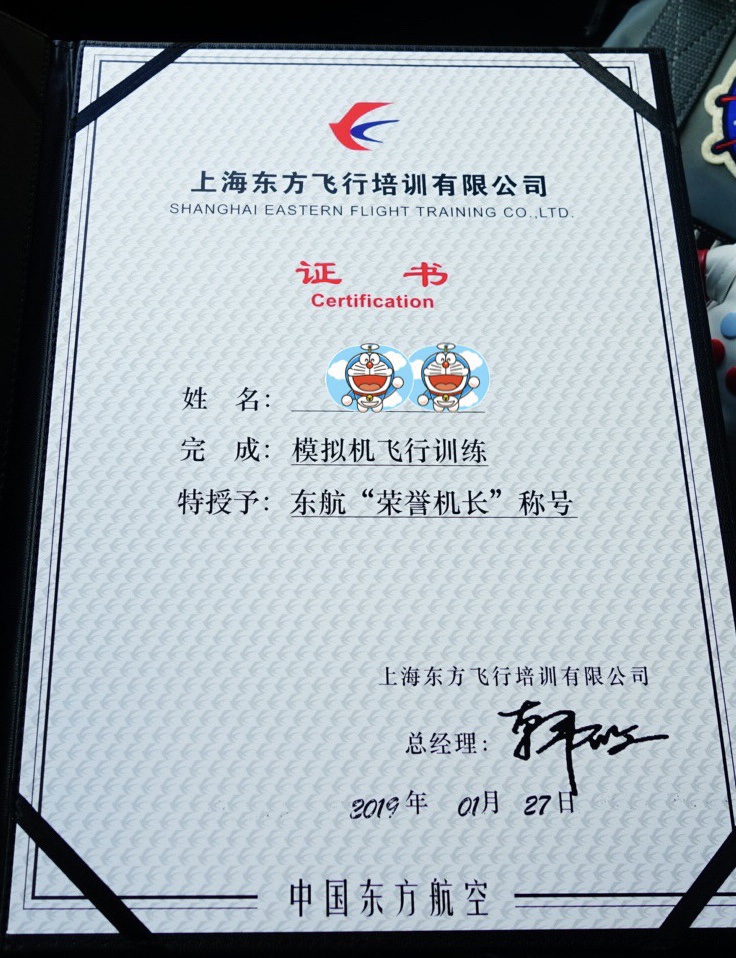 上海东方飞行培训有限公司
SHANGHAI EASTERN FLIGHT TRAINING CO.,LTD.
证 书
Certification
姓 名：
完 成：模拟机飞行训练
特授予：东航“荣誉机长”称号
上海东方飞行培训有限公司
总经理：
2019年 01月 27日
中国东方航空